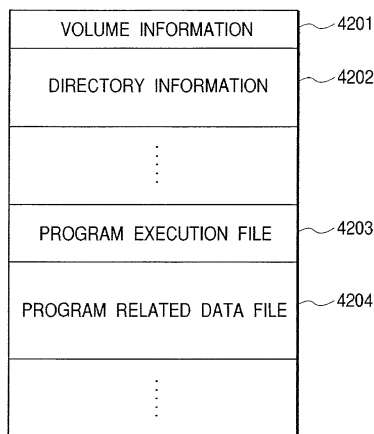 VOLUME INFORMATION 4201
DIRECTORY INFORMATION 4202
PROGRAM EXECUTION FILE 4203
PROGRAM RELATED DATA FILE 4204